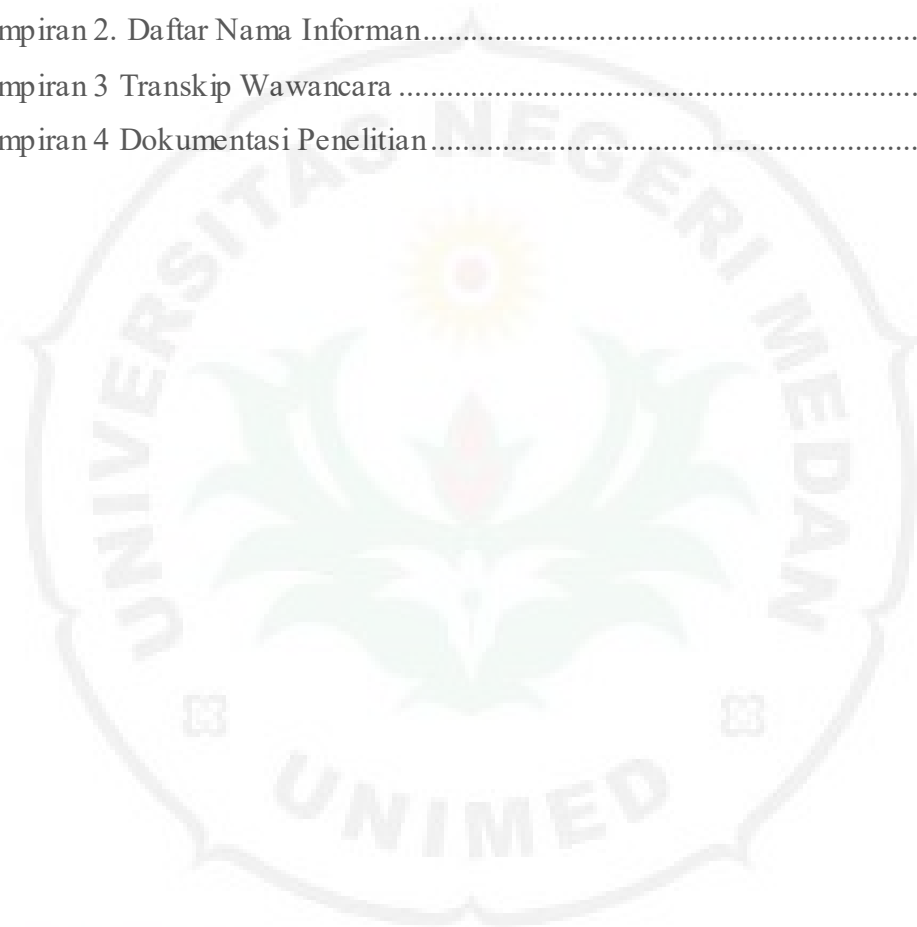 mpiran 2. Daftar Nama Informan..............................................................
mpiran 3 Transkip Wawancara ................................................................
mpiran 4 Dokumentasi Penelitian.............................................................
UNIVERSITAS NEGERI MEDAN
UNIMED